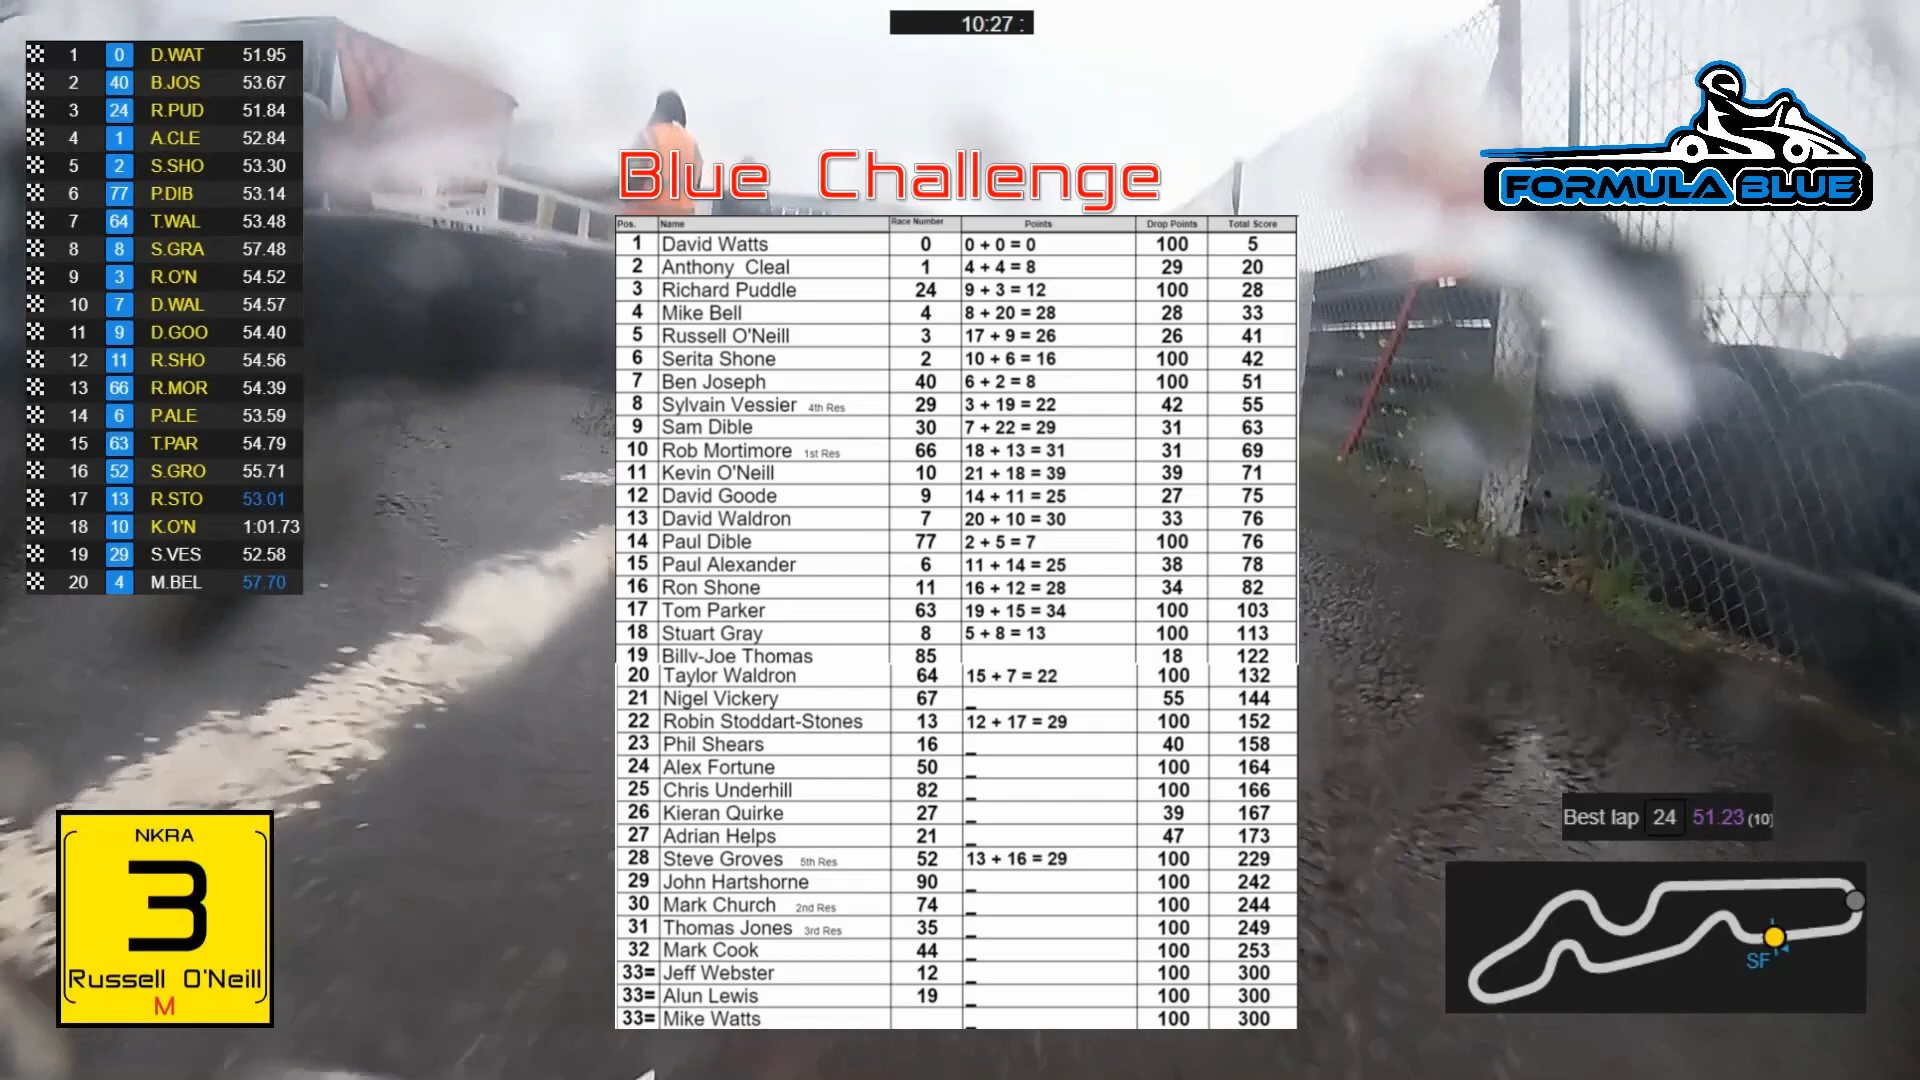 10:27 :
1 0 D.WAT 51.95
2 40 B.JOS 53.67
3 24 R.PUD 51.84
4 1 A.CLE 52.84
5 2 S.SHO 53.30
6 77 P.DIB 53.14
7 64 T.WAL 53.48
8 8 S.GRA 57.48
9 3 R.O'N 54.52
10 7 D.WAL 54.57
11 9 D.GOO 54.40
12 11 R.SHO 54.56
13 66 R.MOR 54.39
14 6 P.ALE 53.59
15 63 T.PAR 54.79
16 52 S.GRO 55.71
17 13 R.STO 53.01
18 10 K.O'N 1:01.73
19 29 S.VES 52.58
20 4 M.BEL 57.70
Blue Challenge
FORMULA BLUE
Pos. Name Race Number Points Drop Points Total Score
1 David Watts 0 0 + 0 = 0 100 5
2 Anthony Cleal 1 4 + 4 = 8 29 20
3 Richard Puddle 24 9 + 3 = 12 100 28
4 Mike Bell 4 8 + 20 = 28 28 33
5 Russell O'Neill 3 17 + 9 = 26 26 41
6 Serita Shone 2 10 + 6 = 16 100 42
7 Ben Joseph 40 6 + 2 = 8 100 51
8 Sylvain Vessier 4th Res 29 3 + 19 = 22 42 55
9 Sam Dible 30 7 + 22 = 29 31 63
10 Rob Mortimore 1st Res 66 18 + 13 = 31 31 69
11 Kevin O'Neill 10 21 + 18 = 39 39 71
12 David Goode 9 14 + 11 = 25 27 75
13 David Waldron 7 20 + 10 = 30 33 76
14 Paul Dible 77 2 + 5 = 7 100 76
15 Paul Alexander 6 11 + 14 = 25 38 78
16 Ron Shone 11 16 + 12 = 28 34 82
17 Tom Parker 63 19 + 15 = 34 100 103
18 Stuart Gray 8 5 + 8 = 13 100 113
19 Billy-Joe Thomas 85 18 122
20 Taylor Waldron 64 15 + 7 = 22 100 132
21 Nigel Vickery 67 _ 55 144
22 Robin Stoddart-Stones 13 12 + 17 = 29 100 152
23 Phil Shears 16 _ 40 158
24 Alex Fortune 50 _ 100 164
25 Chris Underhill 82 _ 100 166
26 Kieran Quirke 27 _ 39 167
27 Adrian Helps 21 _ 47 173
28 Steve Groves 5th Res 52 13 + 16 = 29 100 229
29 John Hartshorne 90 _ 100 242
30 Mark Church 2nd Res 74 _ 100 244
31 Thomas Jones 3rd Res 35 _ 100 249
32 Mark Cook 44 _ 100 253
33= Jeff Webster 12 _ 100 300
33= Alun Lewis 19 _ 100 300
33= Mike Watts _ 100 300
NKRA
3
Russell O'Neill
M
Best lap 24 51.23 (10)
SF